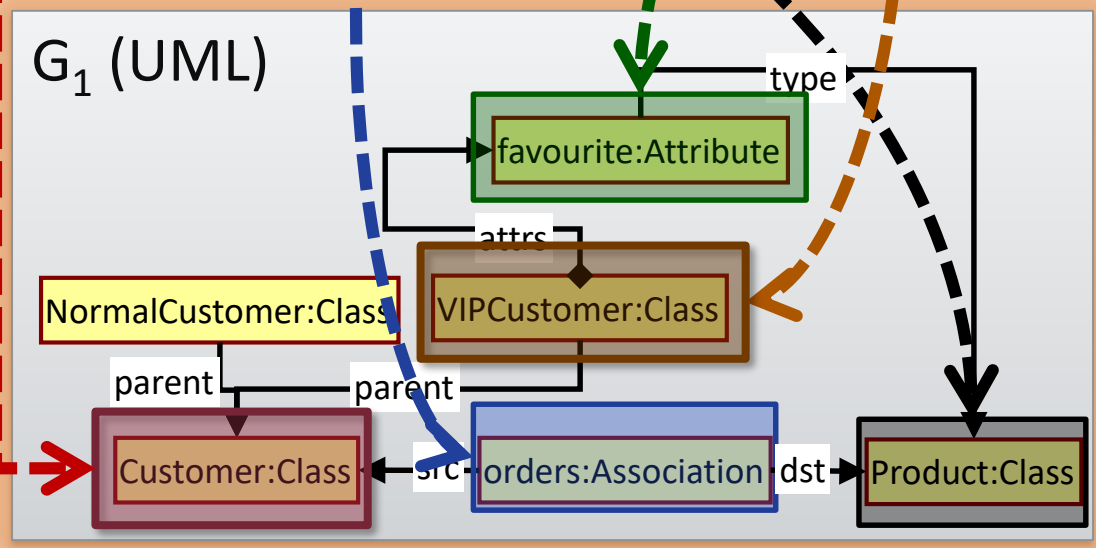 G₁ (UML)
type
favourite:Attribute
attrs
NormalCustomer:Class
VIPCustomer:Class
parent
parent
Customer:Class
src
orders:Association
dst
Product:Class